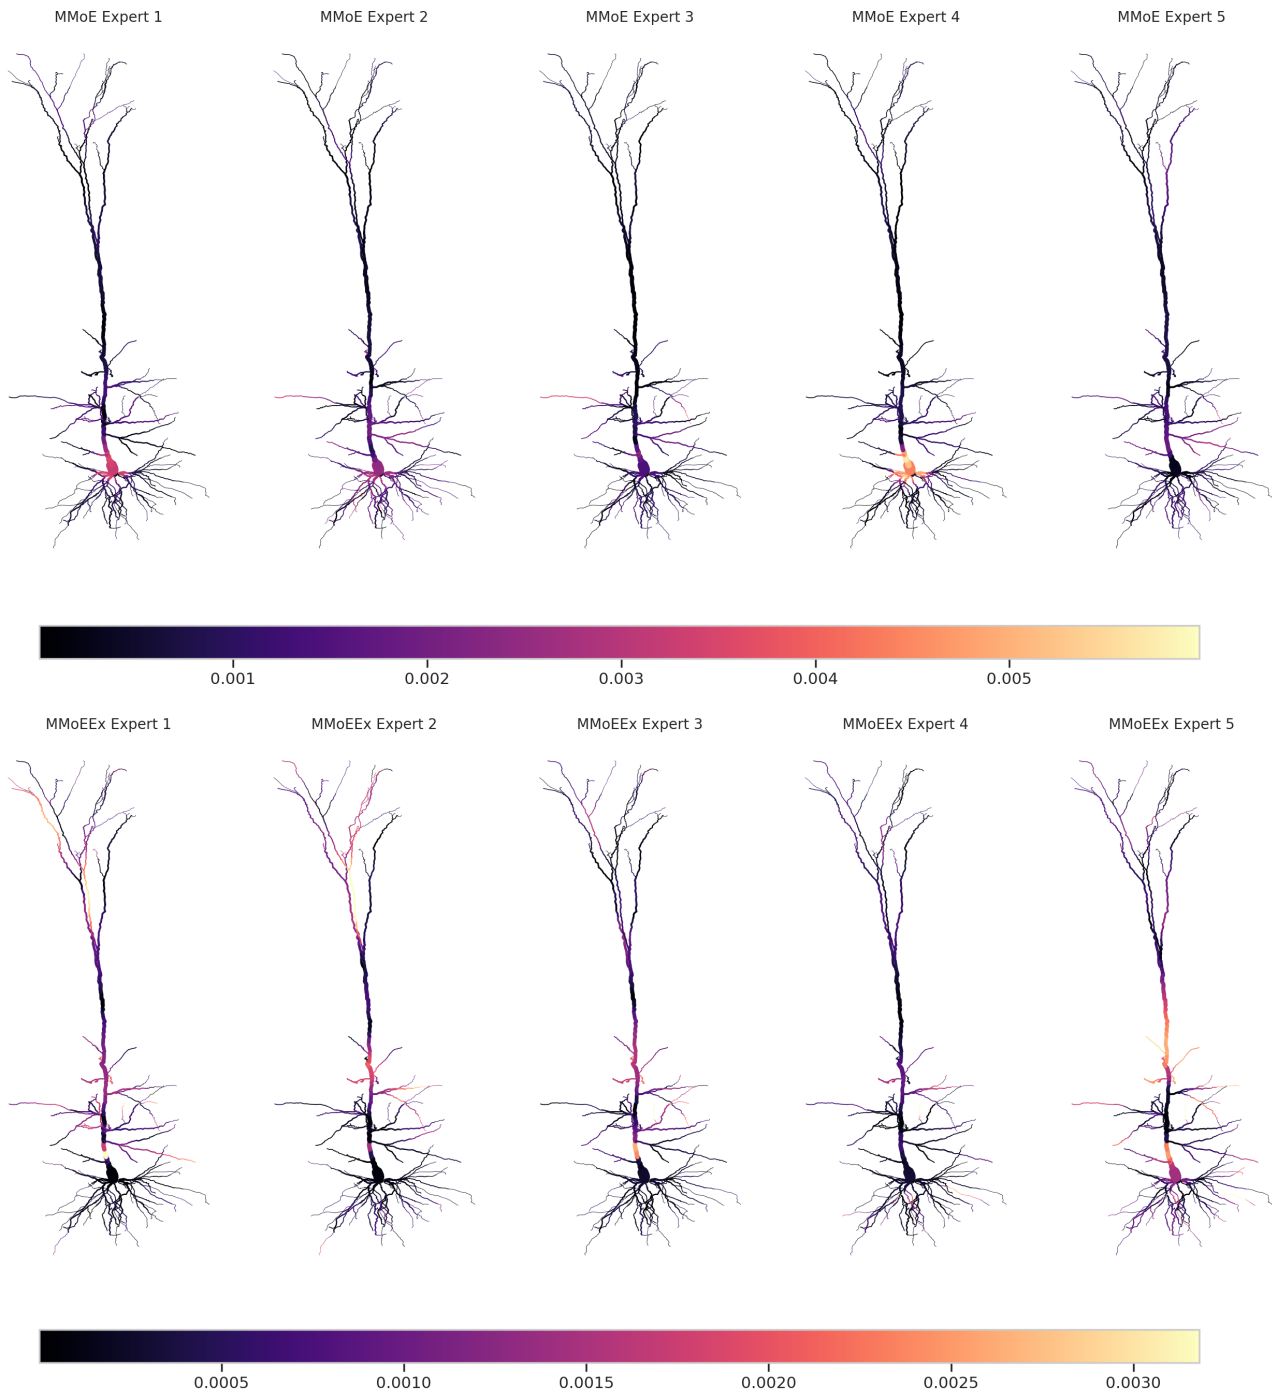 MMoE Expert 1 MMoE Expert 2 MMoE Expert 3 MMoE Expert 4 MMoE Expert 5
0.001 0.002 0.003 0.004 0.005
MMoEEx Expert 1 MMoEEx Expert 2 MMoEEx Expert 3 MMoEEx Expert 4 MMoEEx Expert 5
0.0005 0.0010 0.0015 0.0020 0.0025 0.0030